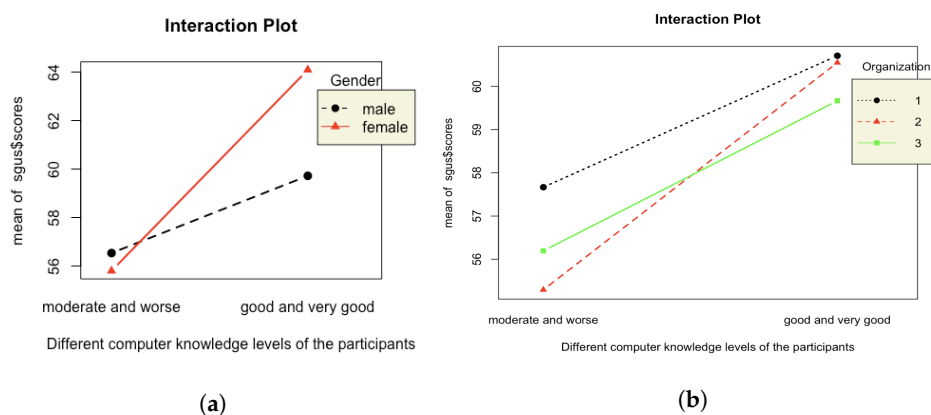 Interaction Plot
64
62
60
58
56
mean of sgus$scores
Gender
male
female
moderate and worse
good and very good
Different computer knowledge levels of the participants
(a)
Interaction Plot
60
59
58
57
56
mean of sgus$scores
Organization
1
2
3
moderate and worse
good and very good
Different computer knowledge levels of the participants
(b)